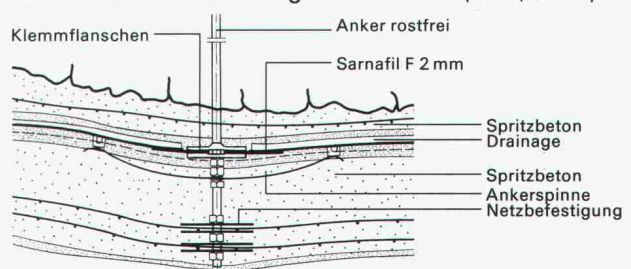 Klemmflanschen
Anker rostfrei
Sarnafil F 2 mm
Spritzbeton
Drainage
Spritzbeton
Ankerspinne
Netzbefestigung